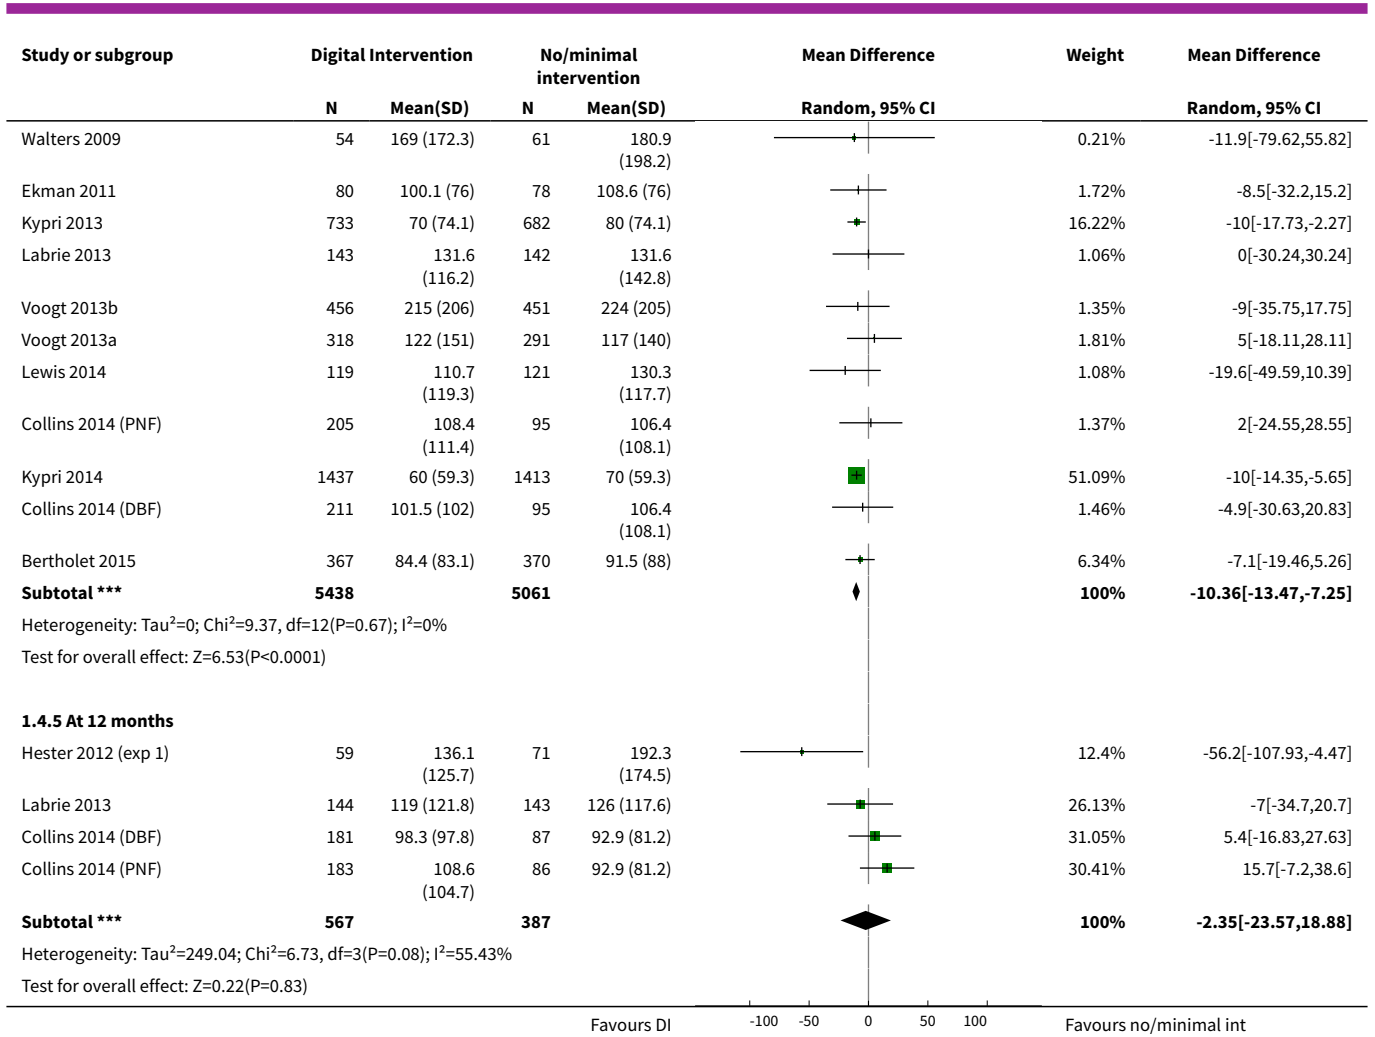 Study or subgroup Digital Intervention No/minimal intervention Mean Difference Weight Mean Difference
N Mean(SD) N Mean(SD) Random, 95% CI Random, 95% CI
Walters 2009 54 169 (172.3) 61 180.9 (198.2) 0.21% -11.9[-79.62,55.82]
Ekman 2011 80 100.1 (76) 78 108.6 (76) 1.72% -8.5[-32.2,15.2]
Kypri 2013 733 70 (74.1) 682 80 (74.1) 16.22% -10[-17.73,-2.27]
Labrie 2013 143 131.6 (116.2) 142 131.6 (142.8) 1.06% 0[-30.24,30.24]
Voogt 2013b 456 215 (206) 451 224 (205) 1.35% -9[-35.75,17.75]
Voogt 2013a 318 122 (151) 291 117 (140) 1.81% 5[-18.11,28.11]
Lewis 2014 119 110.7 (119.3) 121 130.3 (117.7) 1.08% -19.6[-49.59,10.39]
Collins 2014 (PNF) 205 108.4 (111.4) 95 106.4 (108.1) 1.37% 2[-24.55,28.55]
Kypri 2014 1437 60 (59.3) 1413 70 (59.3) 51.09% -10[-14.35,-5.65]
Collins 2014 (DBF) 211 101.5 (102) 95 106.4 (108.1) 1.46% -4.9[-30.63,20.83]
Bertholet 2015 367 84.4 (83.1) 370 91.5 (88) 6.34% -7.1[-19.46,5.26]
Subtotal *** 5438 5061 100% -10.36[-13.47,-7.25]
Heterogeneity: Tau²=0; Chi²=9.37, df=12(P=0.67); I²=0%
Test for overall effect: Z=6.53(P<0.0001)
1.4.5 At 12 months
Hester 2012 (exp 1) 59 136.1 (125.7) 71 192.3 (174.5) 12.4% -56.2[-107.93,-4.47]
Labrie 2013 144 119 (121.8) 143 126 (117.6) 26.13% -7[-34.7,20.7]
Collins 2014 (DBF) 181 98.3 (97.8) 87 92.9 (81.2) 31.05% 5.4[-16.83,27.63]
Collins 2014 (PNF) 183 108.6 (104.7) 86 92.9 (81.2) 30.41% 15.7[-7.2,38.6]
Subtotal *** 567 387 100% -2.35[-23.57,18.88]
Heterogeneity: Tau²=249.04; Chi²=6.73, df=3(P=0.08); I²=55.43%
Test for overall effect: Z=0.22(P=0.83)
Favours DI -100 -50 0 50 100 Favours no/minimal int